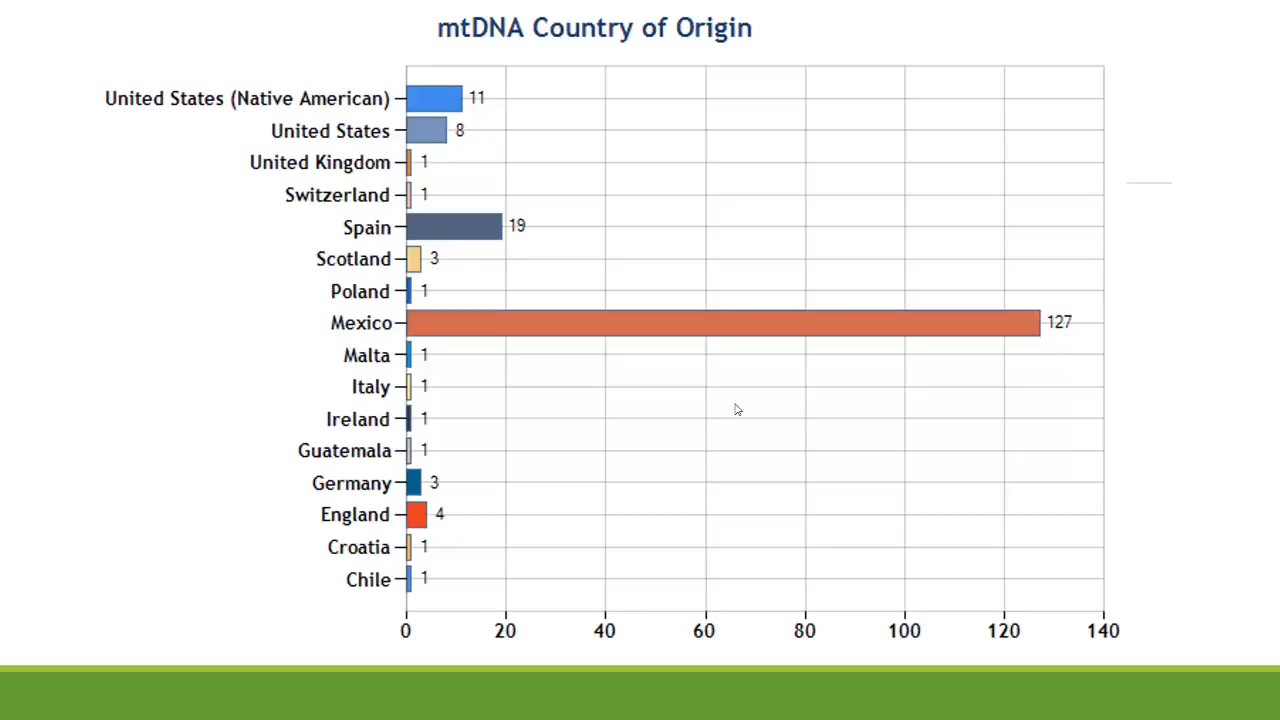 mtDNA Country of Origin
United States (Native American) 11
United States 8
United Kingdom 1
Switzerland 1
Spain 19
Scotland 3
Poland 1
Mexico 127
Malta 1
Italy 1
Ireland 1
Guatemala 1
Germany 3
England 4
Croatia 1
Chile 1
0 20 40 60 80 100 120 140